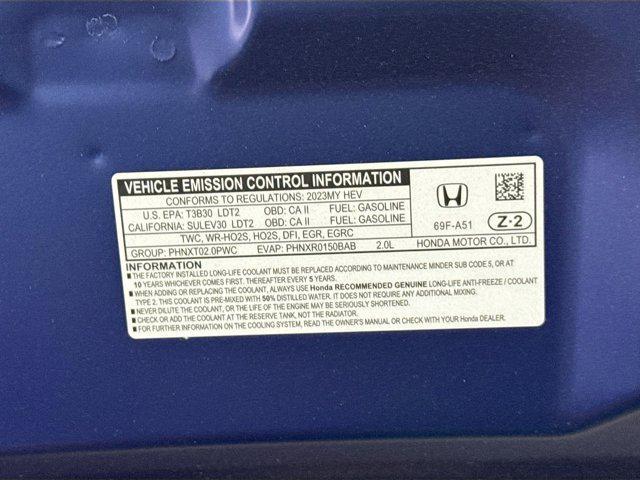 VEHICLE EMISSION CONTROL INFORMATION
CONFORMS TO REGULATIONS: 2023MY HEV
U.S. EPA: T3B30 LDT2 OBD: CA II FUEL: GASOLINE
CALIFORNIA: SULEV30 LDT2 OBD: CA II FUEL: GASOLINE
TWC, WR-HO2S, HO2S, DFI, EGR, EGRC
GROUP: PHNXT02.0PWC EVAP: PHNXR0150BAB 2.0L
69F-A51 Z-2
HONDA MOTOR CO., LTD.
INFORMATION
■ THE FACTORY INSTALLED LONG-LIFE COOLANT MUST BE REPLACED ACCORDING TO MAINTENANCE MINDER SUB CODE 5, OR AT
10 YEARS WHICHEVER COMES FIRST. THEREAFTER EVERY 5 YEARS.
■ WHEN ADDING OR REPLACING THE COOLANT, ALWAYS USE Honda RECOMMENDED GENUINE LONG-LIFE ANTI-FREEZE / COOLANT
TYPE 2. THIS COOLANT IS PRE-MIXED WITH 50% DISTILLED WATER. IT DOES NOT REQUIRE ANY ADDITIONAL MIXING.
■ NEVER DILUTE THE COOLANT, OR THE LIFE OF THE ENGINE MAY BE SERIOUSLY SHORTENED.
■ CHECK AND ADD COOLANT AT THE RESERVE TANK, NOT THE RADIATOR.
■ FOR FURTHER INFORMATION ON THE COOLING SYSTEM, READ THE OWNER'S MANUAL OR CHECK WITH YOUR Honda DEALER.